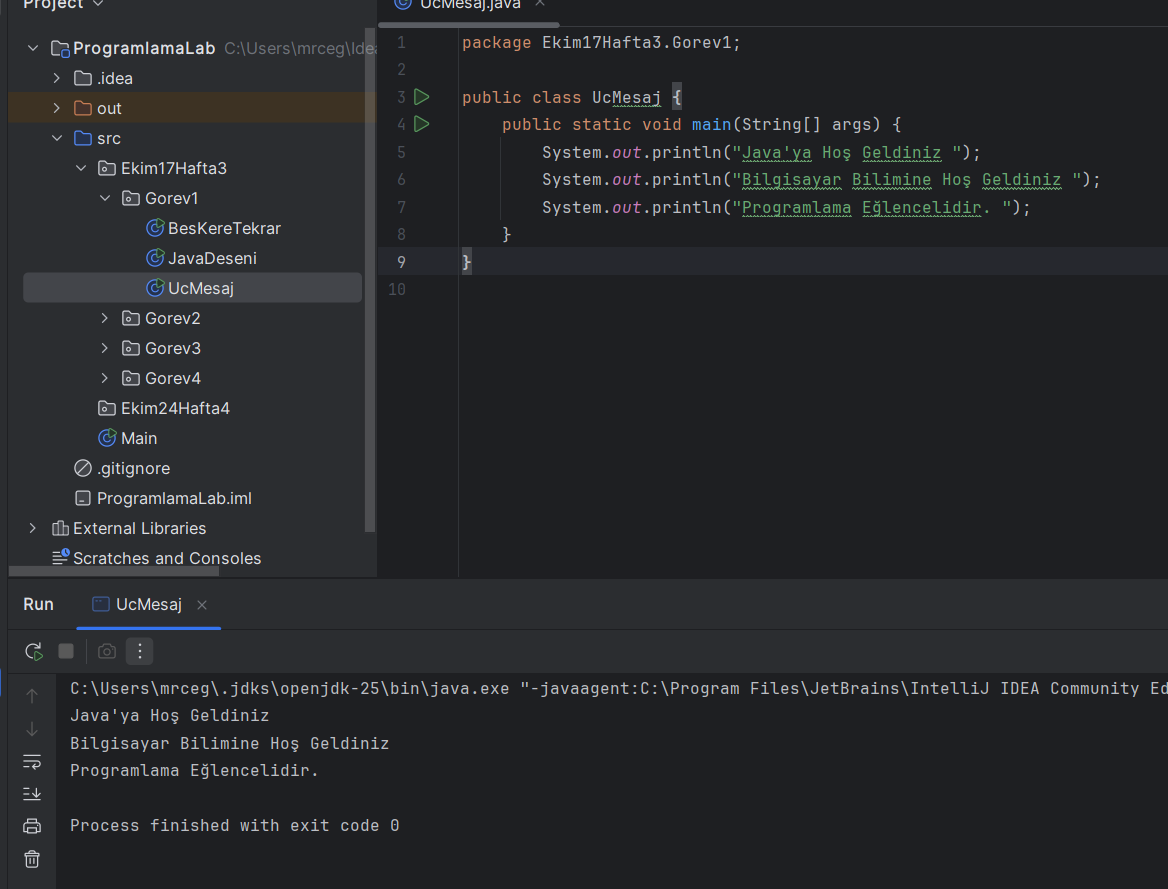 Project
ProgramlamaLab C:\Users\mrceg\Idea
.idea
out
src
Ekim17Hafta3
Gorev1
BesKereTekrar
JavaDeseni
UcMesaj
Gorev2
Gorev3
Gorev4
Ekim24Hafta4
Main
.gitignore
ProgramlamaLab.iml
External Libraries
Scratches and Consoles
UcMesaj.java
1 package Ekim17Hafta3.Gorev1;
2
3 public class UcMesaj {
4 public static void main(String[] args) {
5 System.out.println("Java'ya Hoş Geldiniz ");
6 System.out.println("Bilgisayar Bilimine Hoş Geldiniz ");
7 System.out.println("Programlama Eğlencelidir. ");
8 }
9 }
10
Run UcMesaj
C:\Users\mrceg\.jdks\openjdk-25\bin\java.exe "-javaagent:C:\Program Files\JetBrains\IntelliJ IDEA Community Ed
Java'ya Hoş Geldiniz
Bilgisayar Bilimine Hoş Geldiniz
Programlama Eğlencelidir.
Process finished with exit code 0